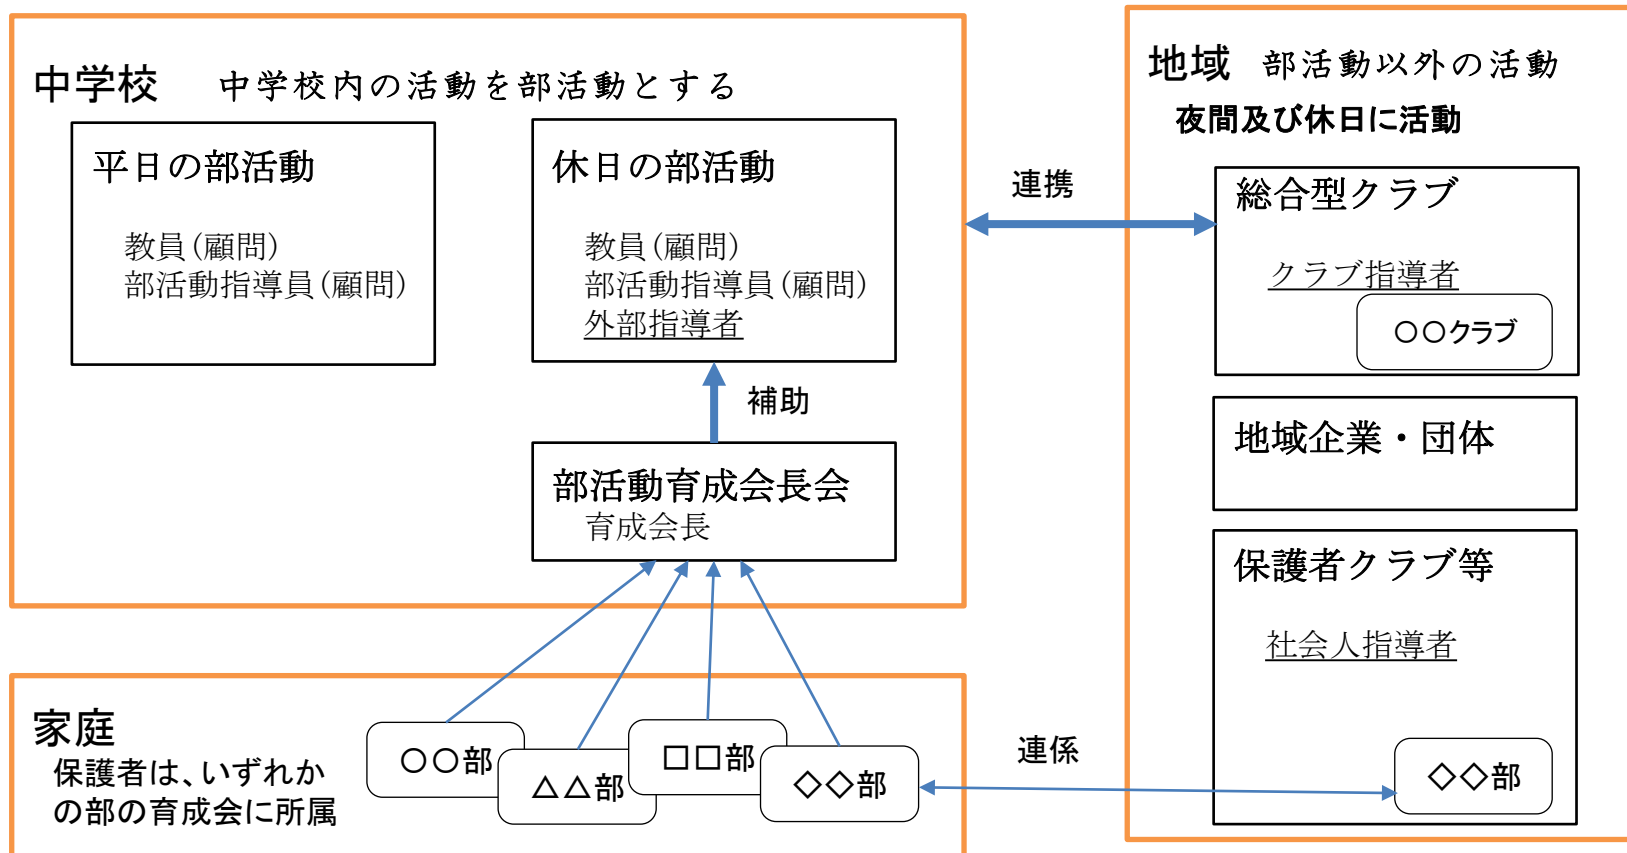 中学校 中学校内の活動を部活動とする
平日の部活動
教員(顧問)
部活動指導員(顧問)
休日の部活動
教員(顧問)
部活動指導員(顧問)
外部指導者
補助
部活動育成会長会
育成会長
連携
地域 部活動以外の活動
夜間及び休日に活動
総合型クラブ
クラブ指導者
〇〇クラブ
地域企業・団体
保護者クラブ等
社会人指導者
◇◇部
家庭
保護者は、いずれか
の部の育成会に所属
〇〇部
△△部
□□部
◇◇部
連係